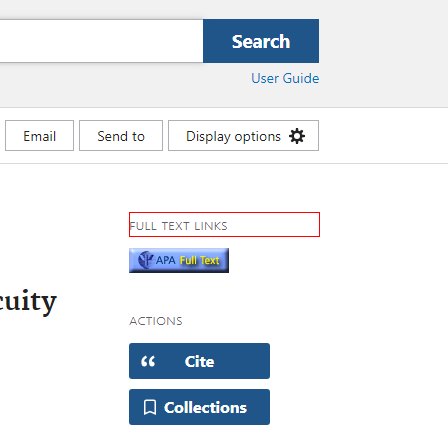 Search
User Guide
Email
Send to
Display options
FULL TEXT LINKS
APA Full Text
cuity
ACTIONS
Cite
Collections